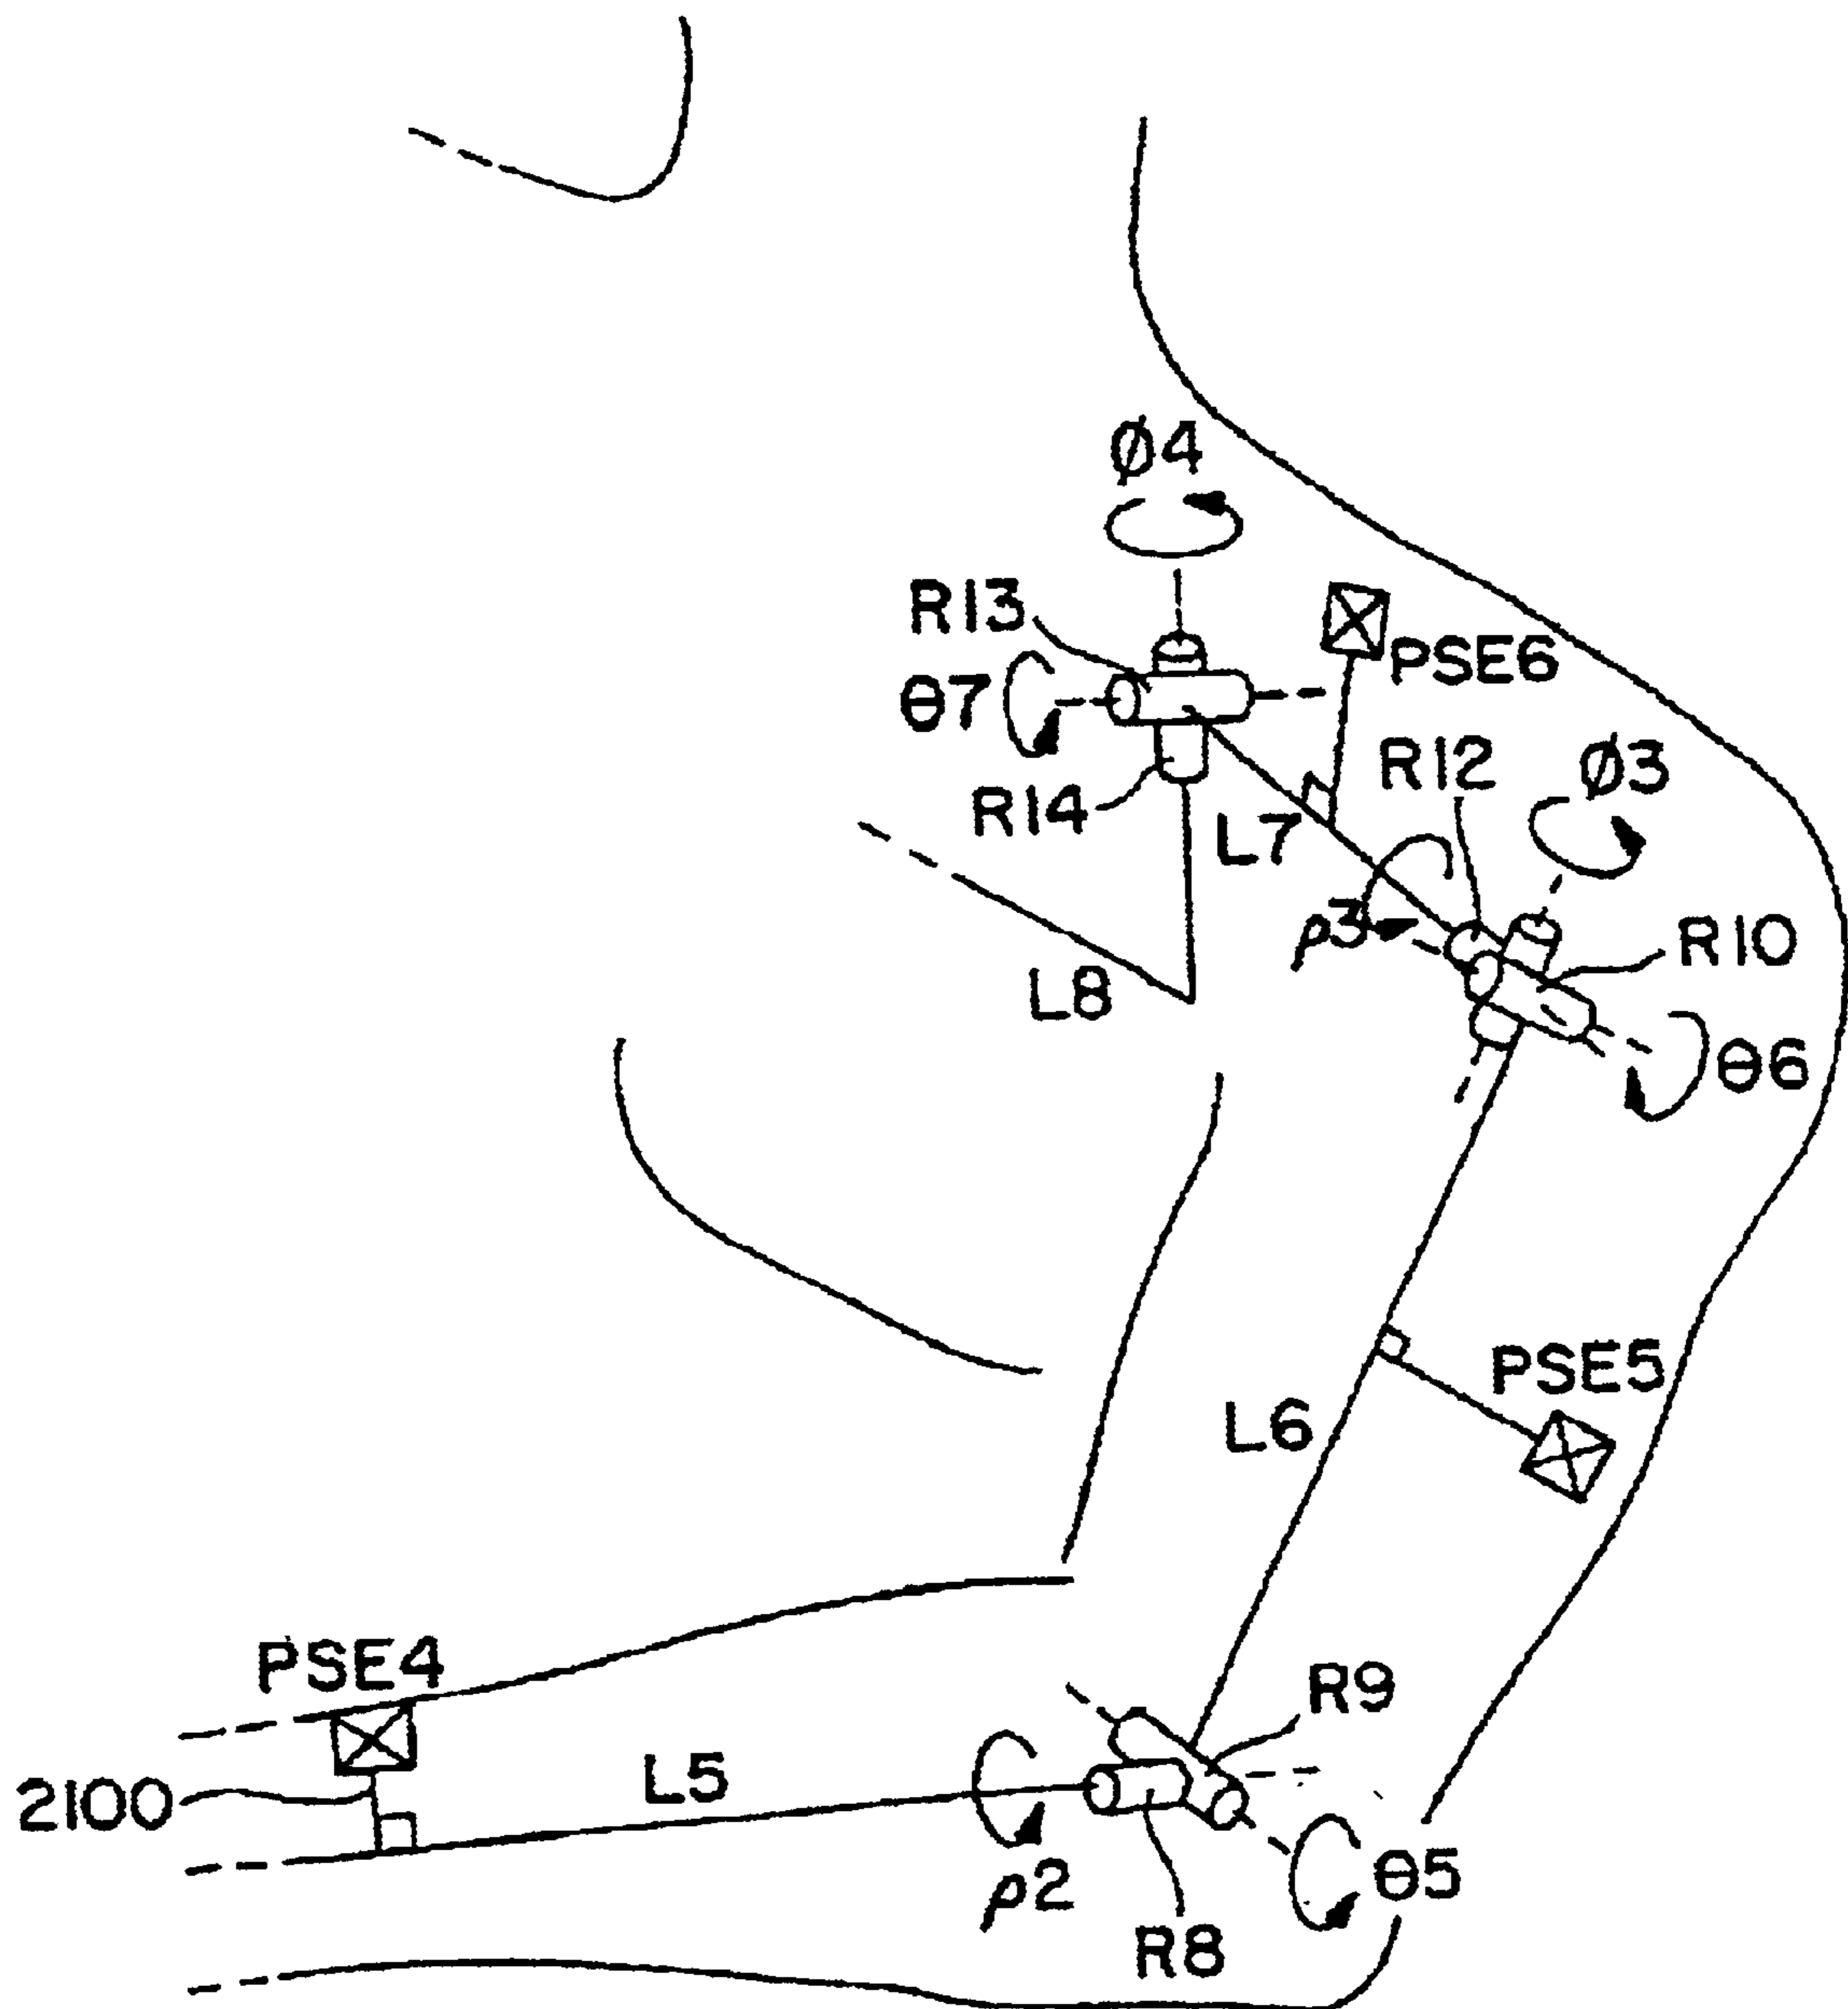 Ø4
R13
PSE6
θ7
R12
Ø3
R14
L7
ρ3
R10
L8
θ6
PSE5
L6
PSE4
R9
L5
2100
θ5
ρ2
R8